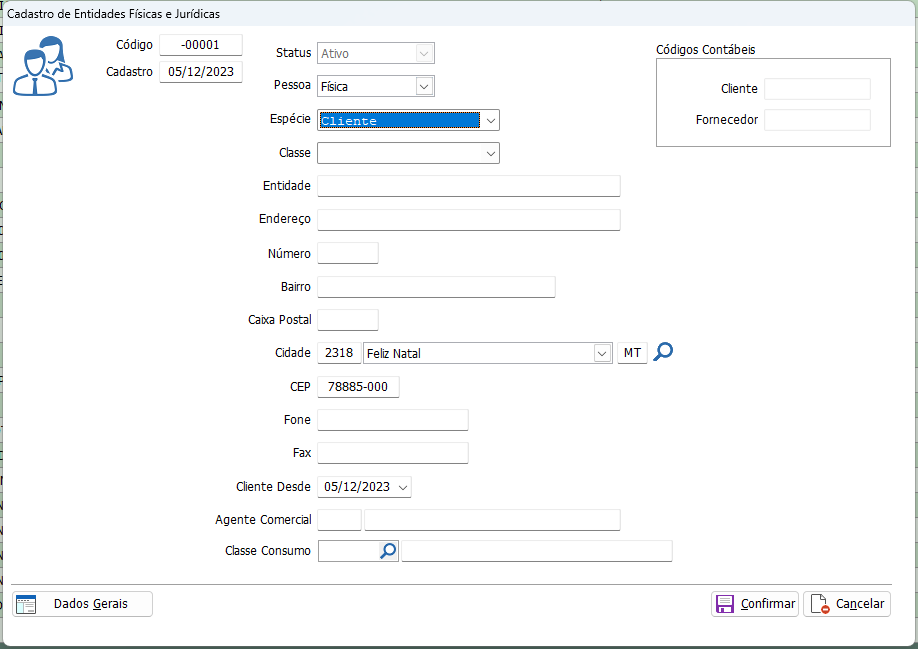 Cadastro de Entidades Físicas e Jurídicas
Código -00001
Cadastro 05/12/2023
Status Ativo
Pessoa Física
Espécie Cliente
Classe
Entidade
Endereço
Número
Bairro
Caixa Postal
Cidade 2318 Feliz Natal MT
CEP 78885-000
Fone
Fax
Cliente Desde 05/12/2023
Agente Comercial
Classe Consumo
Códigos Contábeis
Cliente
Fornecedor
Dados Gerais
Confirmar
Cancelar